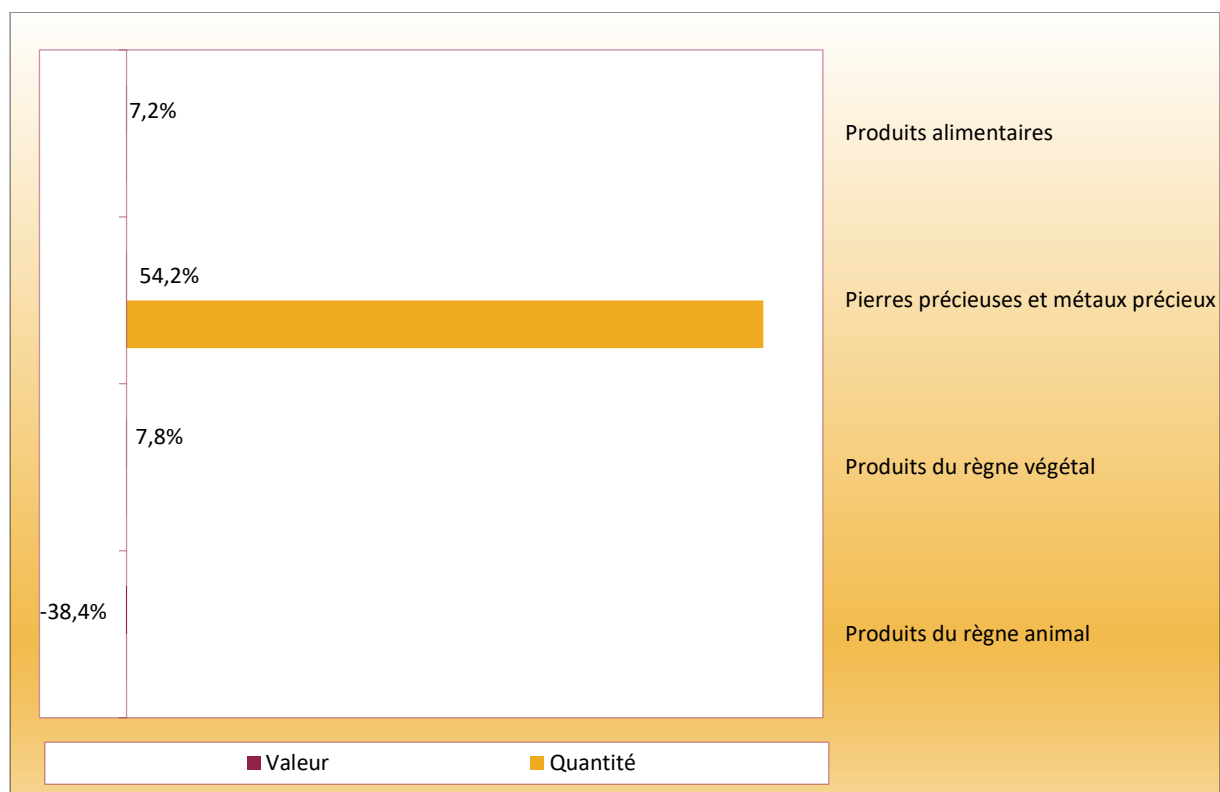 7,2%
Produits alimentaires
54,2%
Pierres précieuses et métaux précieux
7,8%
Produits du règne végétal
-38,4%
Produits du règne animal
Valeur
Quantité